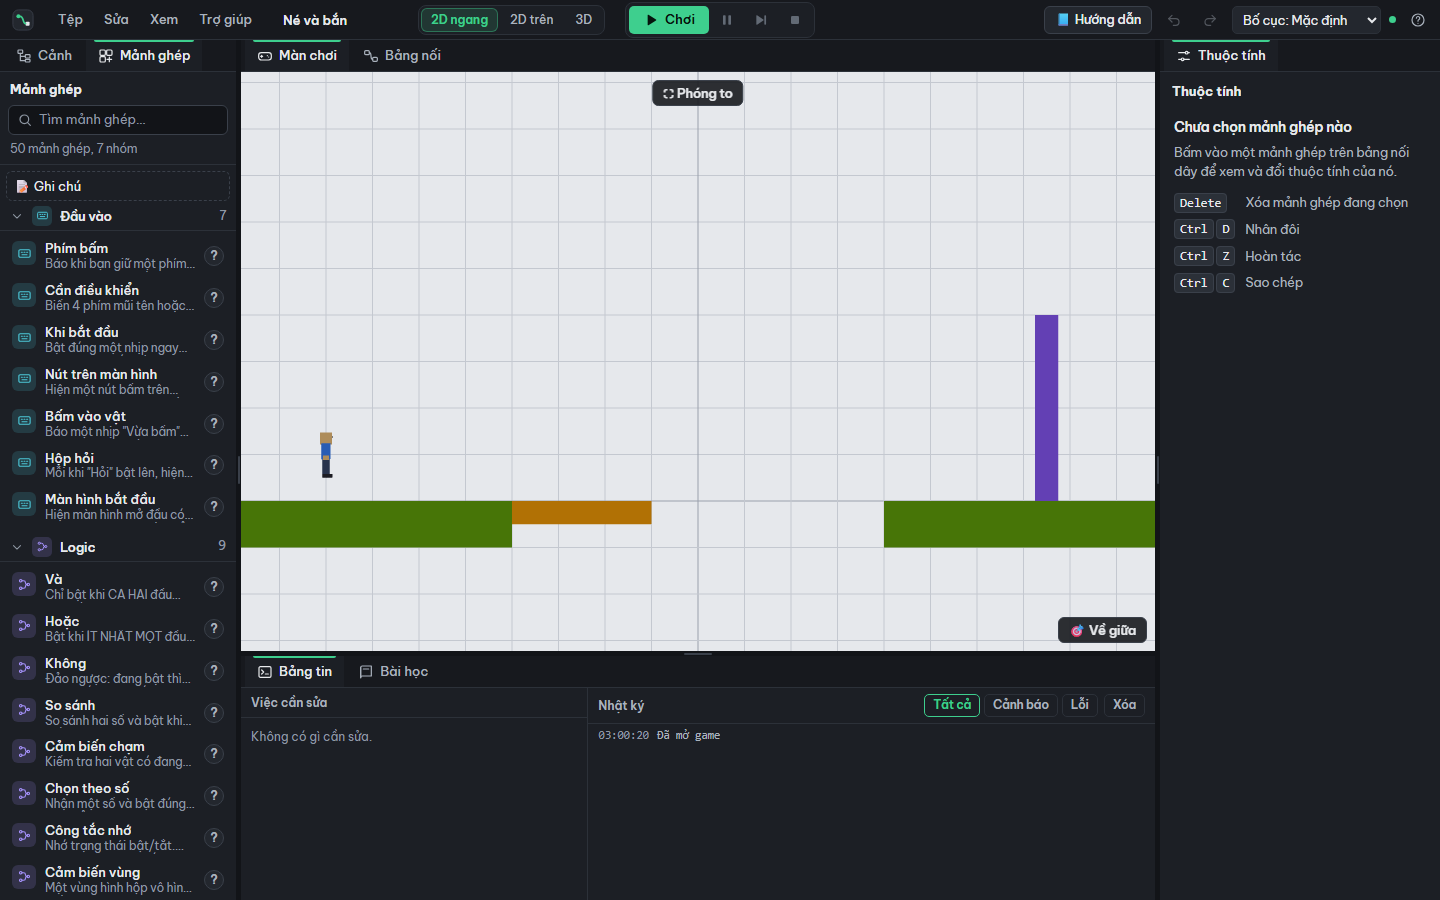 Tệp Sửa Xem Trợ giúp Né và bắn 2D ngang 2D trên 3D Chơi Hướng dẫn Bố cục: Mặc định
Cảnh Mảnh ghép
Mảnh ghép
Tìm mảnh ghép...
50 mảnh ghép, 7 nhóm
Ghi chú
Đầu vào 7
Phím bấm
Báo khi bạn giữ một phím... ?
Cần điều khiển
Biến 4 phím mũi tên hoặc... ?
Khi bắt đầu
Bật đúng một nhịp ngay... ?
Nút trên màn hình
Hiện một nút bấm trên... ?
Bấm vào vật
Báo một nhịp "Vừa bấm"... ?
Hộp hỏi
Mỗi khi "Hỏi" bật lên, hiện... ?
Màn hình bắt đầu
Hiện màn hình mở đầu có... ?
Logic 9
Và
Chỉ bật khi CẢ HAI đầu... ?
Hoặc
Bật khi ÍT NHẤT MỘT đầu... ?
Không
Đảo ngược: đang bật thì... ?
So sánh
So sánh hai số và bật khi... ?
Cảm biến chạm
Kiểm tra hai vật có đang... ?
Chọn theo số
Nhận một số và bật đúng... ?
Công tắc nhớ
Nhớ trạng thái bật/tắt.... ?
Cảm biến vùng
Một vùng hình hộp vô hìn... ?
Màn chơi Bảng nối
Phóng to
Về giữa
Bảng tin Bài học
Việc cần sửa
Không có gì cần sửa.
Nhật ký Tất cả Cảnh báo Lỗi Xóa
03:00:20 Đã mở game
Thuộc tính
Thuộc tính
Chưa chọn mảnh ghép nào
Bấm vào một mảnh ghép trên bảng nối
dây để xem và đổi thuộc tính của nó.
Delete Xóa mảnh ghép đang chọn
Ctrl D Nhân đôi
Ctrl Z Hoàn tác
Ctrl C Sao chép